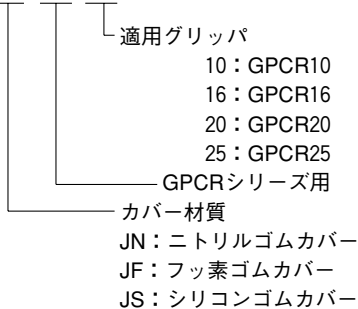 適用グリッパ
10：GPCR10
16：GPCR16
20：GPCR20
25：GPCR25
GPCRシリーズ用
カバー材質
JN：ニトリルゴムカバー
JF：フッ素ゴムカバー
JS：シリコンゴムカバー